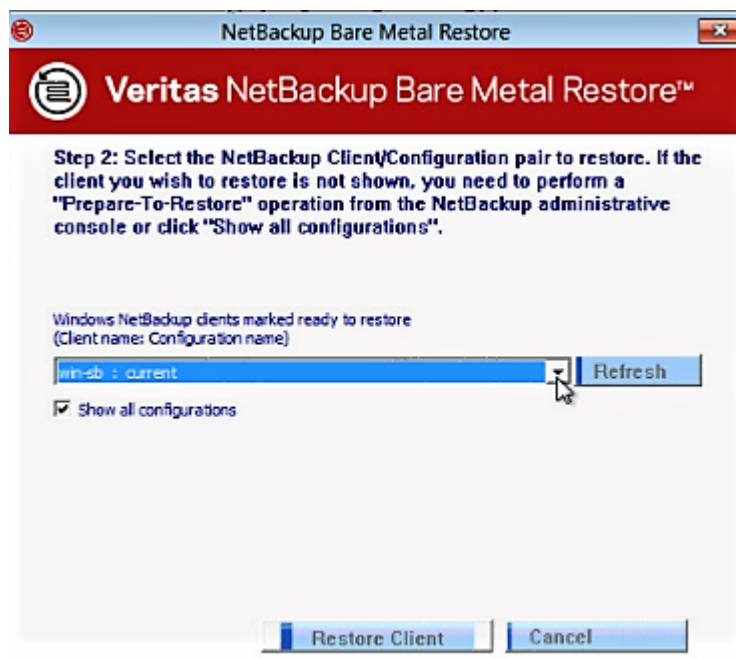 NetBackup Bare Metal Restore
Veritas NetBackup Bare Metal Restore™
Step 2: Select the NetBackup Client/Configuration pair to restore. If the
client you wish to restore is not shown, you need to perform a
"Prepare-To-Restore" operation from the NetBackup administrative
console or click "Show all configurations".
Windows NetBackup clients marked ready to restore
(Client name: Configuration name)
win-sb : current
Refresh
Show all configurations
Restore Client
Cancel